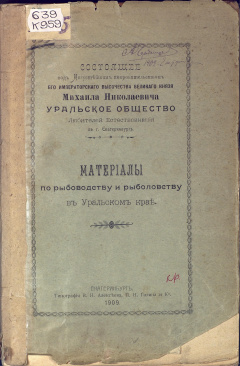 639
К959
СОСТОЯЩЕЕ
подъ Августѣйшимъ покровительствомъ
ЕГО ИМПЕРАТОРСКАГО ВЫСОЧЕСТВА ВЕЛИКАГО КНЯЗЯ
Михаила Николаевича
УРАЛЬСКОЕ ОБЩЕСТВО
Любителей Естествознанія
въ г. Екатеринбургѣ.
МАТЕРІАЛЫ
по рыбоводству и рыболовству
въ Уральскомъ краѣ.
ЕКАТЕРИНБУРГЪ.
Типографія